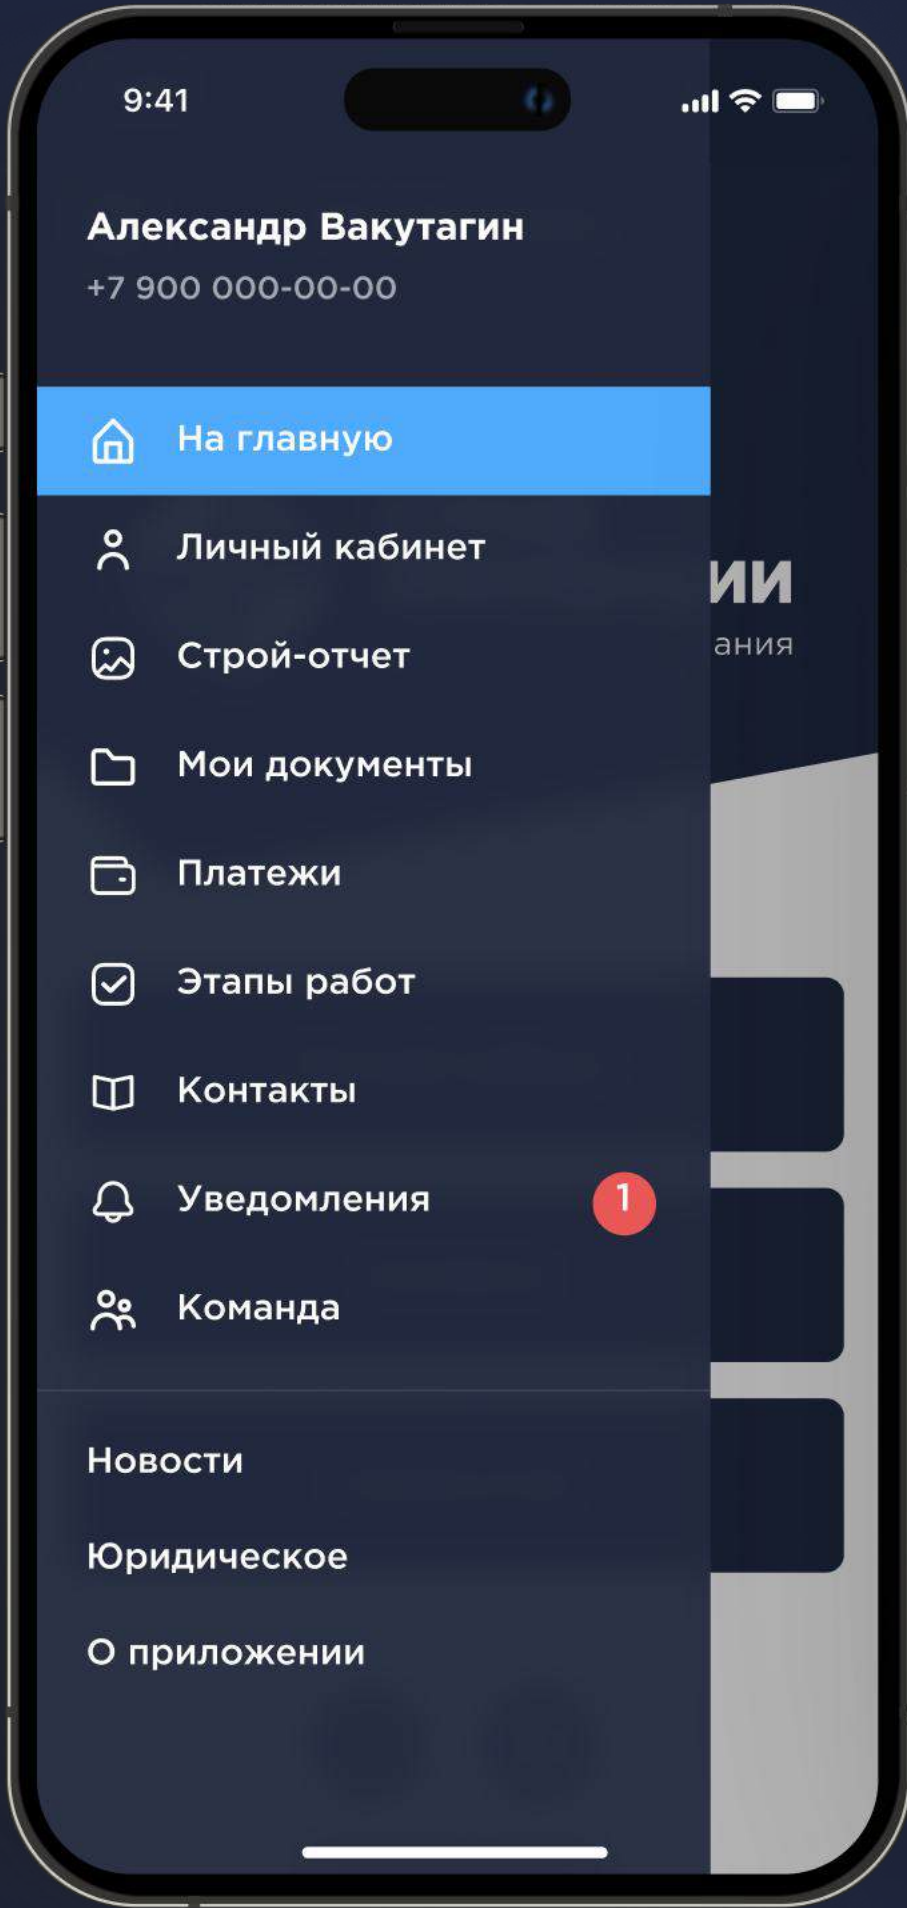 9:41
Александр Вакутагин
+7 900 000-00-00
На главную
Личный кабинет
Строй-отчет
Мои документы
Платежи
Этапы работ
Контакты
Уведомления 1
Команда
Новости
Юридическое
О приложении
ии
ания